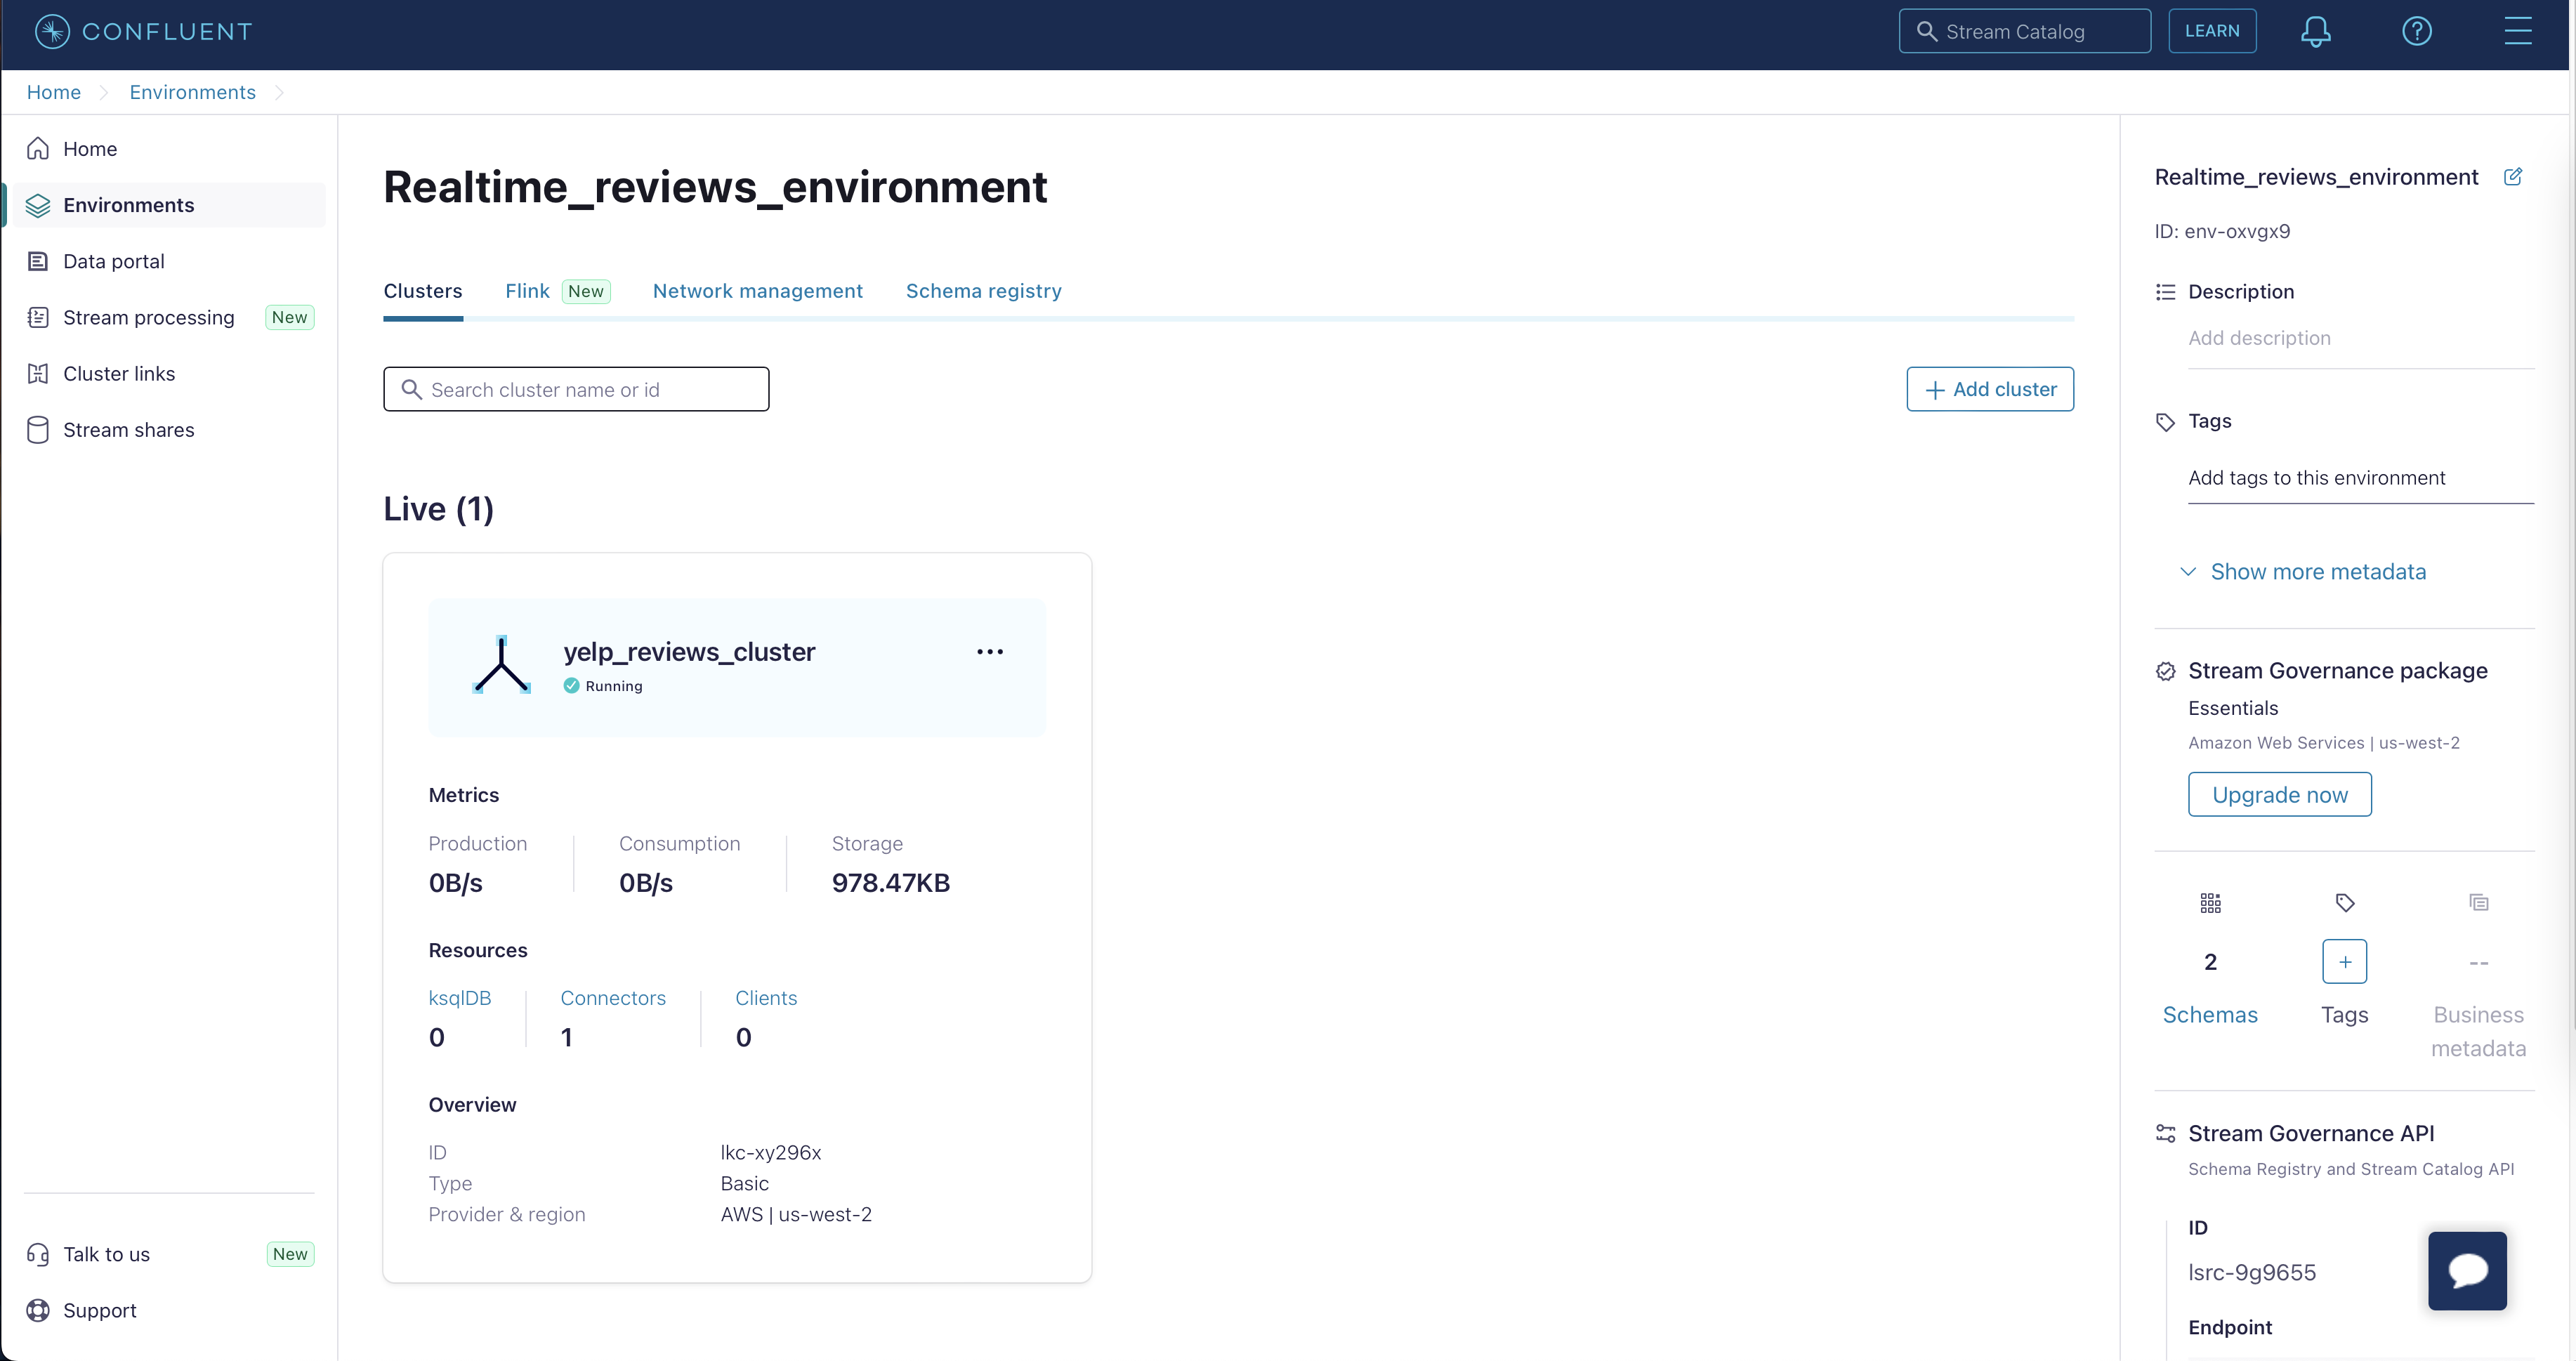 CONFLUENT
Stream Catalog
LEARN
Home
Environments
Home
Environments
Data portal
Stream processing New
Cluster links
Stream shares
Talk to us New
Support
Realtime_reviews_environment
Clusters Flink New Network management Schema registry
Search cluster name or id
Add cluster
Live (1)
yelp_reviews_cluster
Running
Metrics
Production Consumption Storage
0B/s 0B/s 978.47KB
Resources
ksqlDB Connectors Clients
0 1 0
Overview
ID lkc-xy296x
Type Basic
Provider & region AWS | us-west-2
Realtime_reviews_environment
ID: env-oxvgx9
Description
Add description
Tags
Add tags to this environment
Show more metadata
Stream Governance package
Essentials
Amazon Web Services | us-west-2
Upgrade now
2 + --
Schemas Tags Business
metadata
Stream Governance API
Schema Registry and Stream Catalog API
ID
lsrc-9g9655
Endpoint